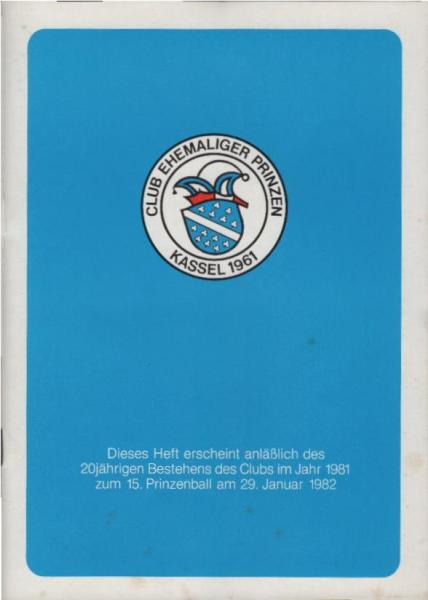 CLUB EHEMALIGER PRINZEN
KASSEL 1961
Dieses Heft erscheint anläßlich des
20jährigen Bestehens des Clubs im Jahr 1981
zum 15. Prinzenball am 29. Januar 1982